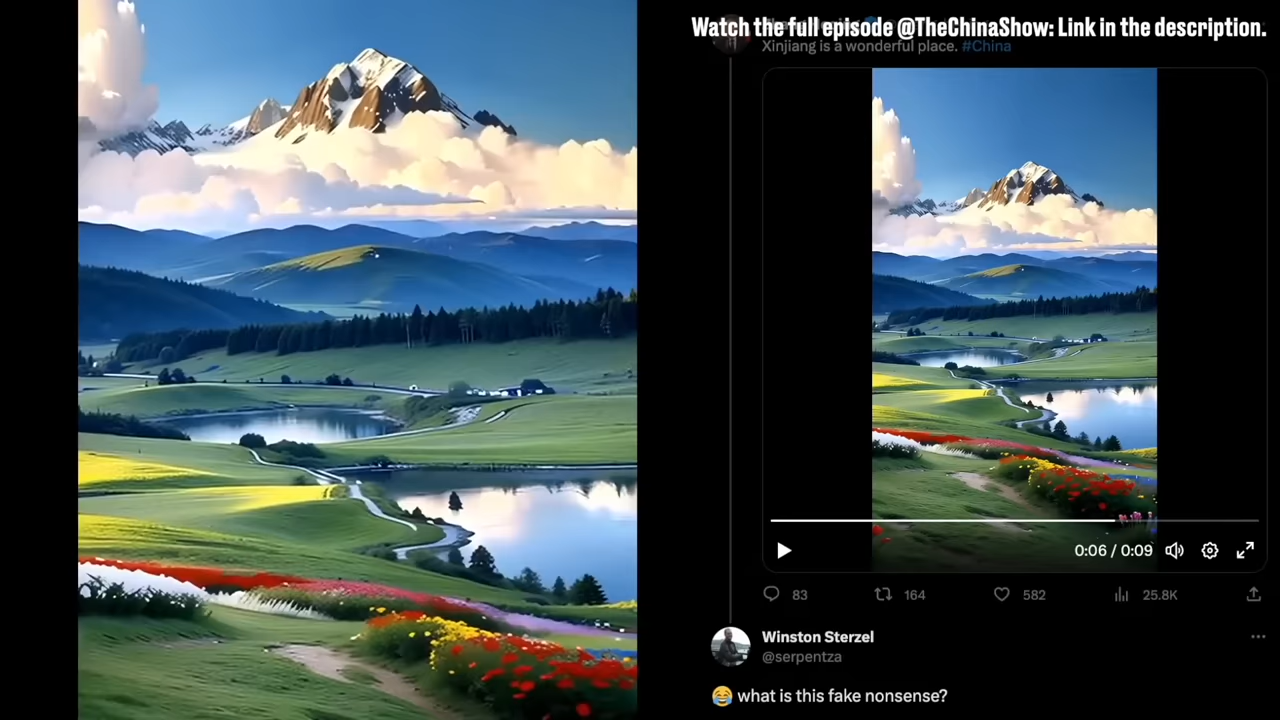 Watch the full episode @TheChinaShow: Link in the description.
Xinjiang is a wonderful place. #China
0:06 / 0:09
83
164
582
25.8K
Winston Sterzel
@serpentza
😂 what is this fake nonsense?